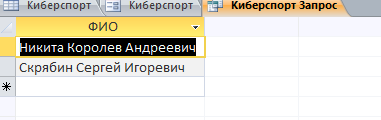 Киберспорт Киберспорт Киберспорт Запрос
ФИО
Никита Королев Андреевич
Скрябин Сергей Игоревич